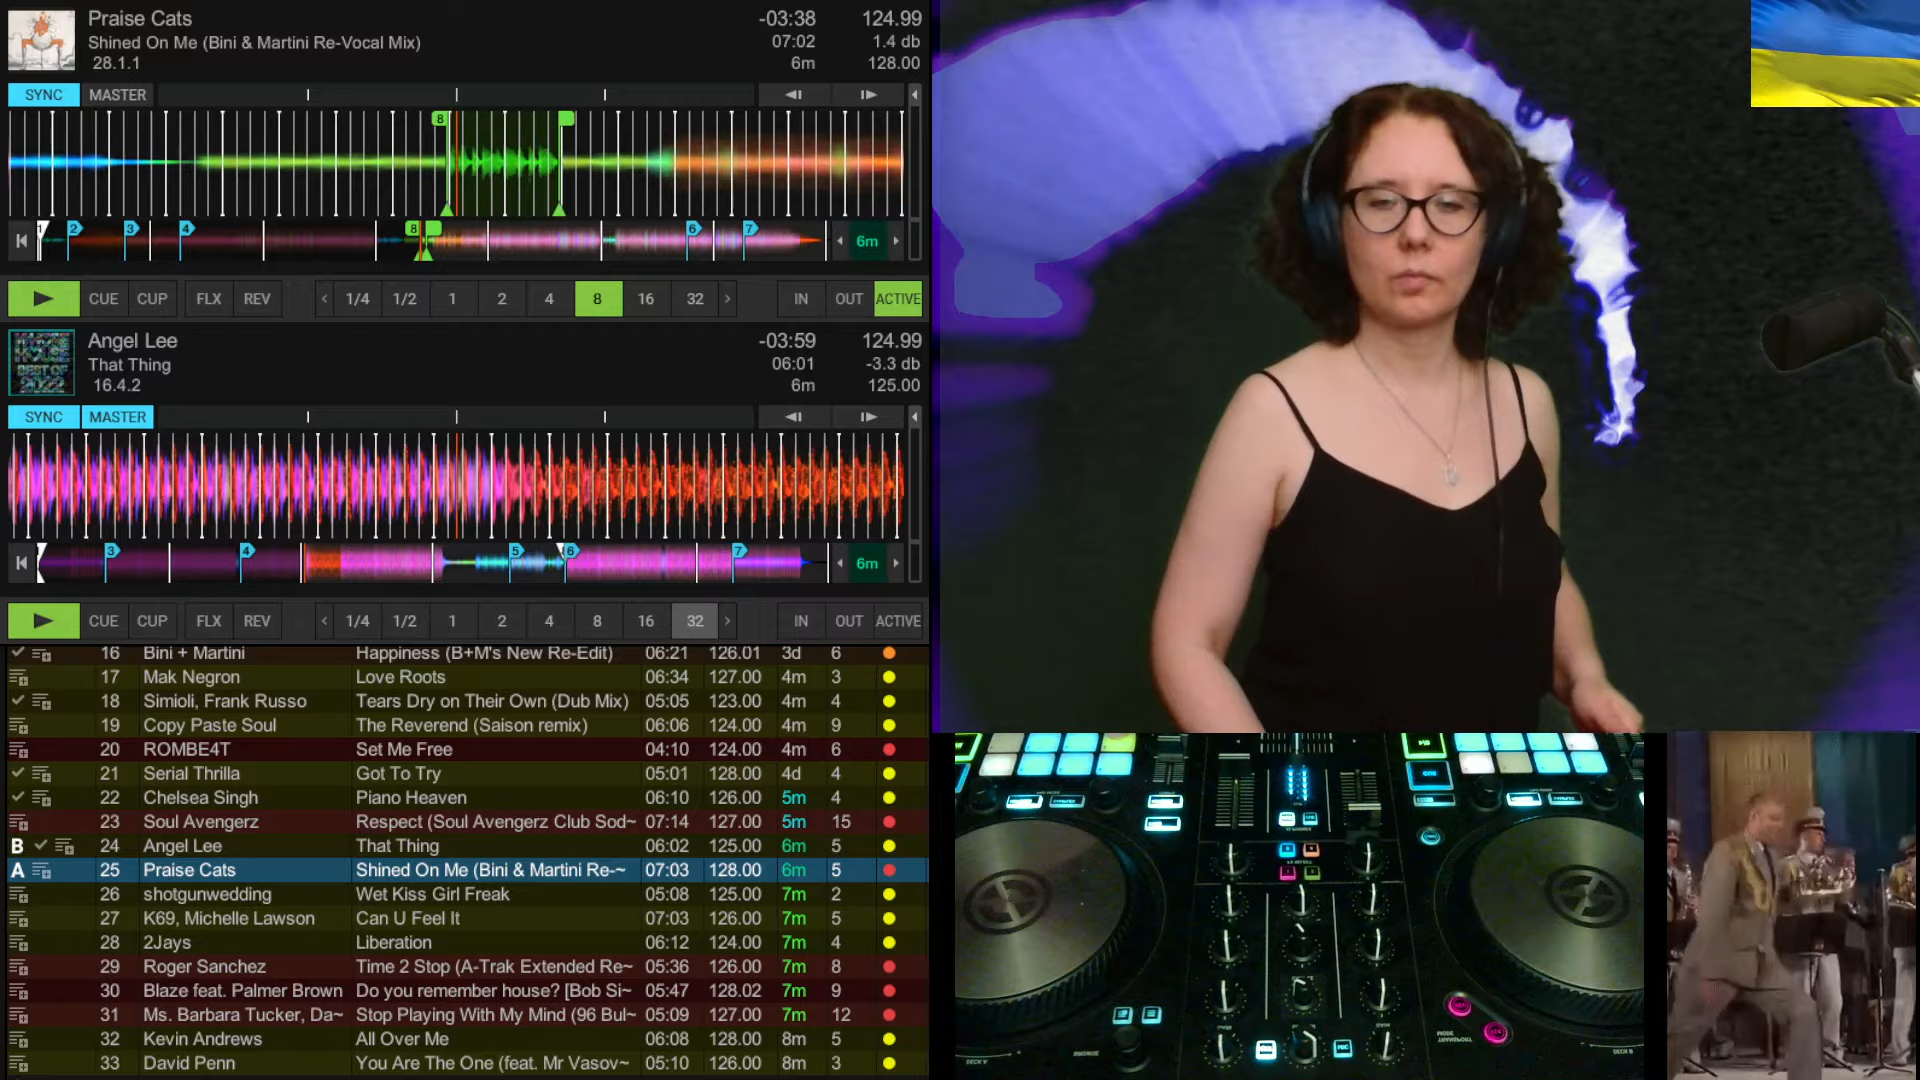 Praise Cats -03:38 124.99
Shined On Me (Bini & Martini Re-Vocal Mix) 07:02 1.4 db
28.1.1 6m 128.00
SYNC MASTER
8
1 2 3 4 8 6 7 6m
CUE CUP FLX REV < 1/4 1/2 1 2 4 8 16 32 > IN OUT ACTIVE
Angel Lee -03:59 124.99
That Thing 06:01 -3.3 db
16.4.2 6m 125.00
SYNC MASTER
3 4 5 6 7 6m
CUE CUP FLX REV < 1/4 1/2 1 2 4 8 16 32 > IN OUT ACTIVE
16 Bini + Martini Happiness (B+M's New Re-Edit) 06:21 126.01 3d 6
17 Mak Negron Love Roots 06:34 127.00 4m 3
18 Simioli, Frank Russo Tears Dry on Their Own (Dub Mix) 05:05 123.00 4m 4
19 Copy Paste Soul The Reverend (Saison remix) 06:06 124.00 4m 9
20 ROMBE4T Set Me Free 04:10 124.00 4m 6
21 Serial Thrilla Got To Try 05:01 128.00 4d 4
22 Chelsea Singh Piano Heaven 06:10 126.00 5m 4
23 Soul Avengerz Respect (Soul Avengerz Club Sod~ 07:14 127.00 5m 15
B 24 Angel Lee That Thing 06:02 125.00 6m 5
A 25 Praise Cats Shined On Me (Bini & Martini Re-~ 07:03 128.00 6m 5
26 shotgunwedding Wet Kiss Girl Freak 05:08 125.00 7m 2
27 K69, Michelle Lawson Can U Feel It 07:03 126.00 7m 5
28 2Jays Liberation 06:12 124.00 7m 4
29 Roger Sanchez Time 2 Stop (A-Trak Extended Re~ 05:36 126.00 7m 8
30 Blaze feat. Palmer Brown Do you remember house? [Bob Si~ 05:47 128.02 7m 9
31 Ms. Barbara Tucker, Da~ Stop Playing With My Mind (96 Bul~ 05:09 127.00 7m 12
32 Kevin Andrews All Over Me 06:08 128.00 8m 5
33 David Penn You Are The One (feat. Mr Vasov~ 05:10 126.00 8m 3